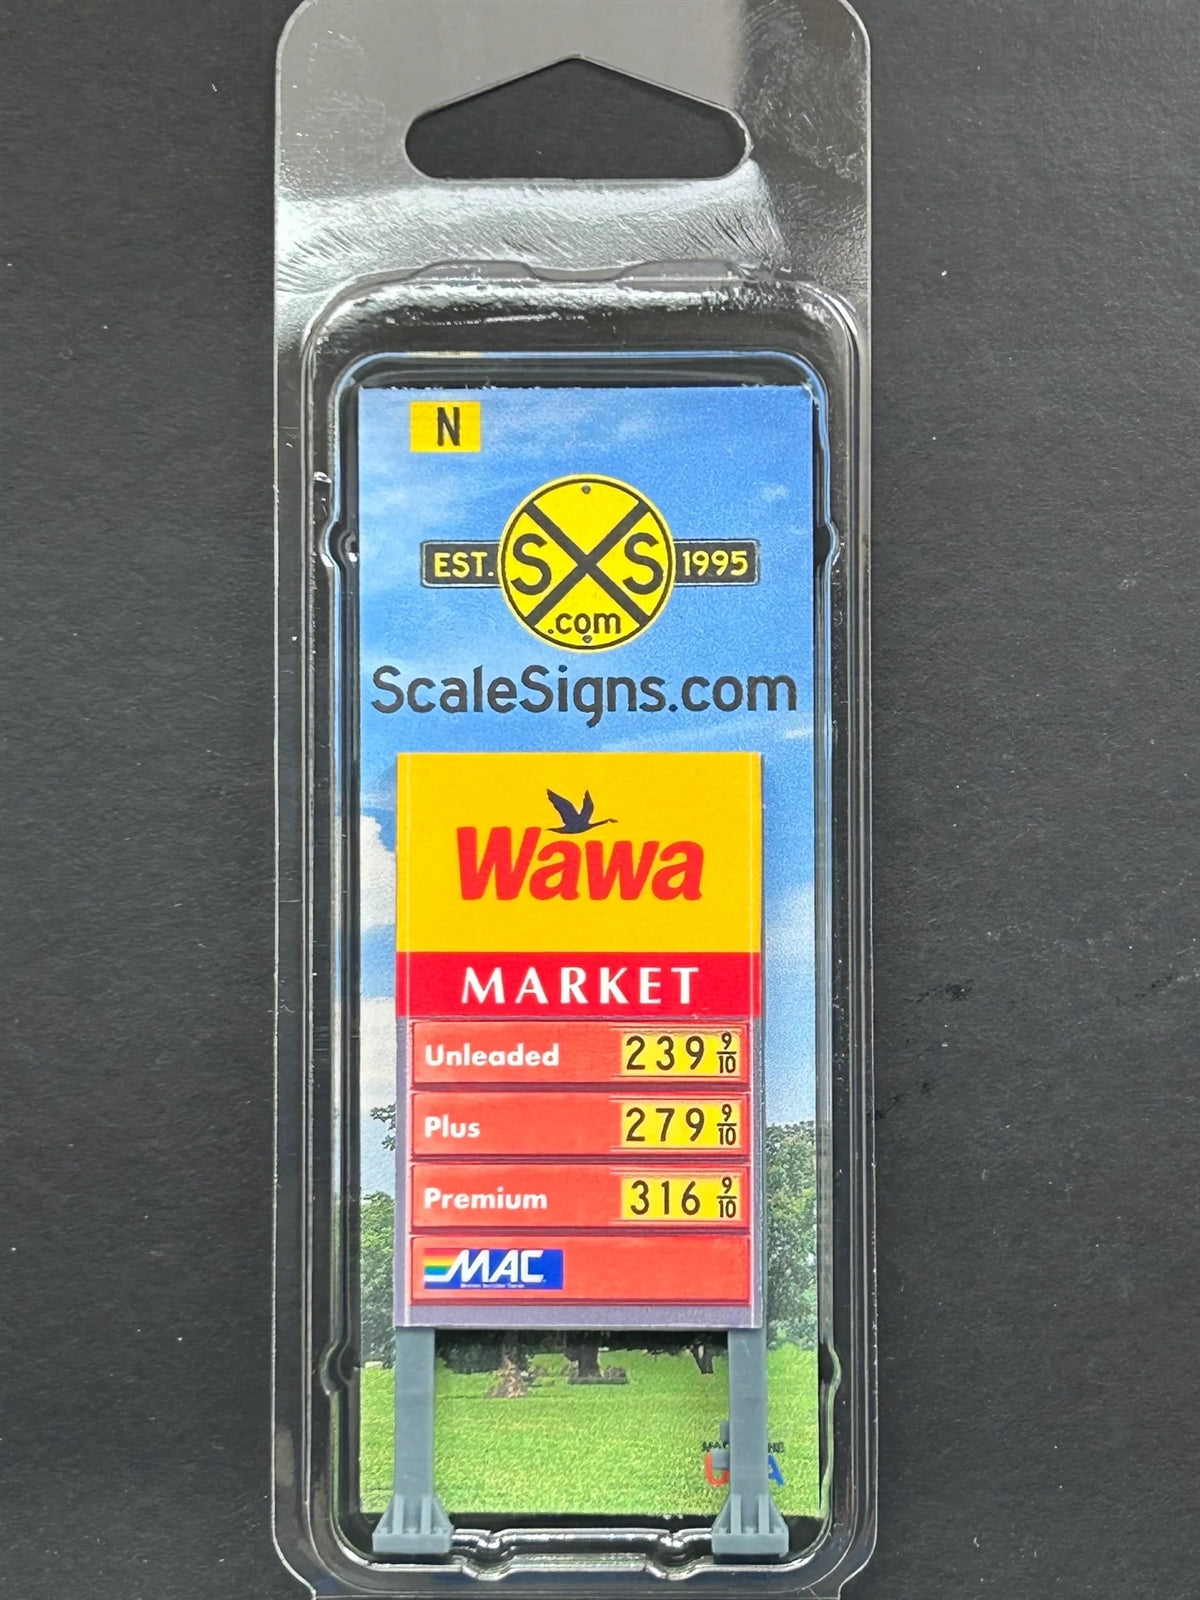 N
EST. SXS 1995
.com
ScaleSigns.com
Wawa
MARKET
Unleaded 239 9/10
Plus 279 9/10
Premium 316 9/10
MAC